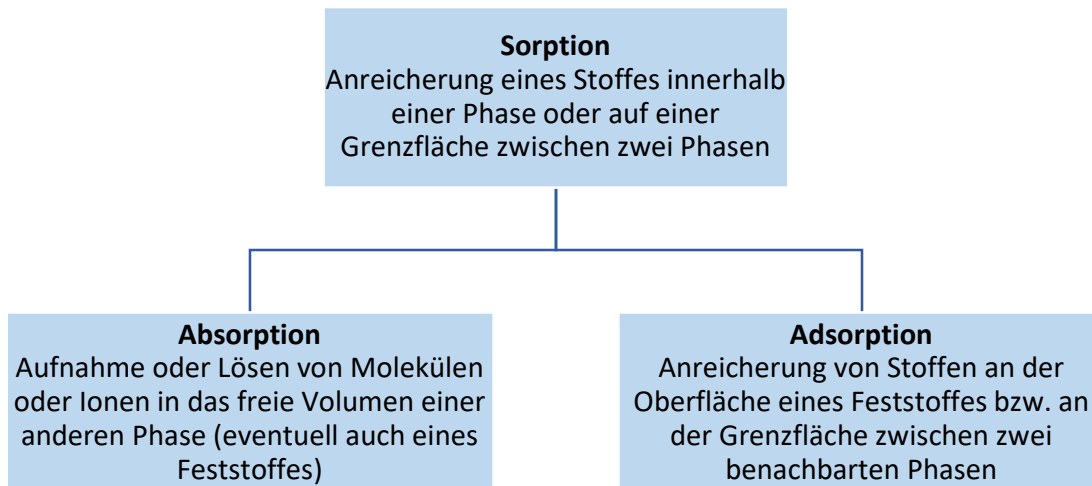 Sorption
Anreicherung eines Stoffes innerhalb
einer Phase oder auf einer
Grenzfläche zwischen zwei Phasen
Absorption
Aufnahme oder Lösen von Molekülen
oder Ionen in das freie Volumen einer
anderen Phase (eventuell auch eines
Feststoffes)
Adsorption
Anreicherung von Stoffen an der
Oberfläche eines Feststoffes bzw. an
der Grenzfläche zwischen zwei
benachbarten Phasen